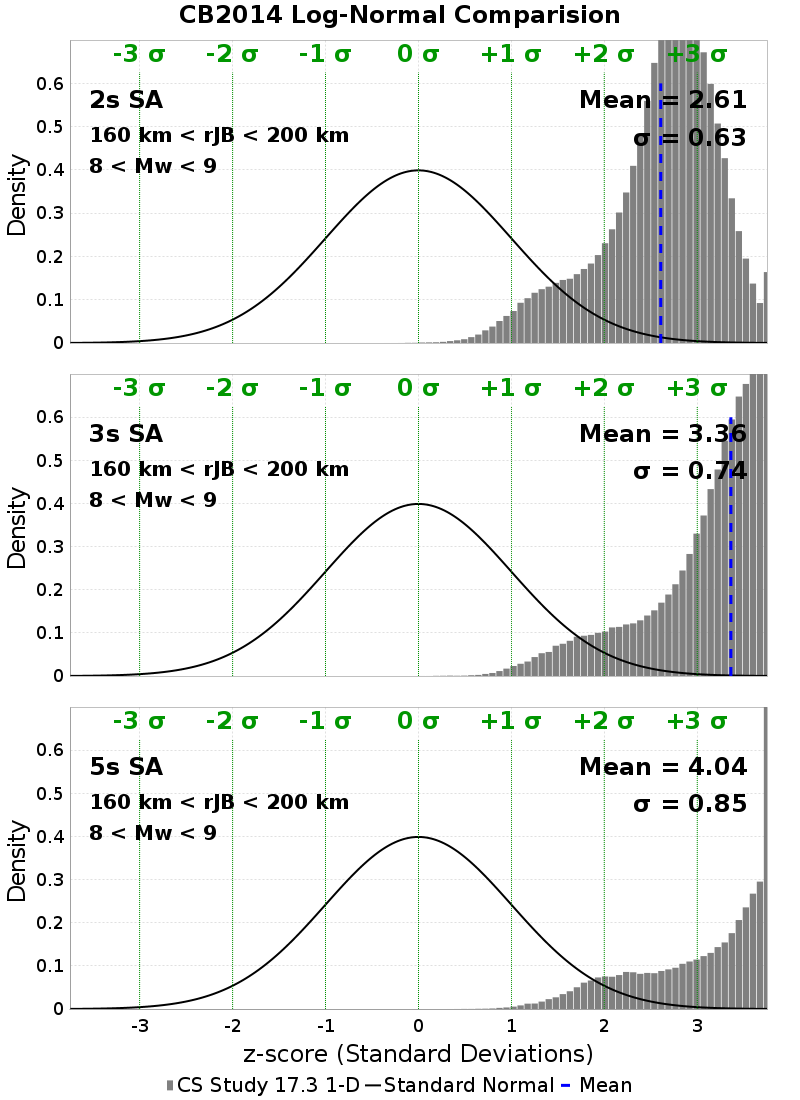 CB2014 Log-Normal Comparision
-3 σ -2 σ -1 σ 0 σ +1 σ +2 σ +3 σ
2s SA
160 km < rJB < 200 km
8 < Mw < 9
Mean = 2.61
σ = 0.63
Density
0.6
0.5
0.4
0.3
0.2
0.1
0
-3 σ -2 σ -1 σ 0 σ +1 σ +2 σ +3 σ
3s SA
160 km < rJB < 200 km
8 < Mw < 9
Mean = 3.36
σ = 0.74
Density
0.6
0.5
0.4
0.3
0.2
0.1
0
-3 σ -2 σ -1 σ 0 σ +1 σ +2 σ +3 σ
5s SA
160 km < rJB < 200 km
8 < Mw < 9
Mean = 4.04
σ = 0.85
Density
0.6
0.5
0.4
0.3
0.2
0.1
0
-3 -2 -1 0 1 2 3
z-score (Standard Deviations)
CS Study 17.3 1-D Standard Normal Mean